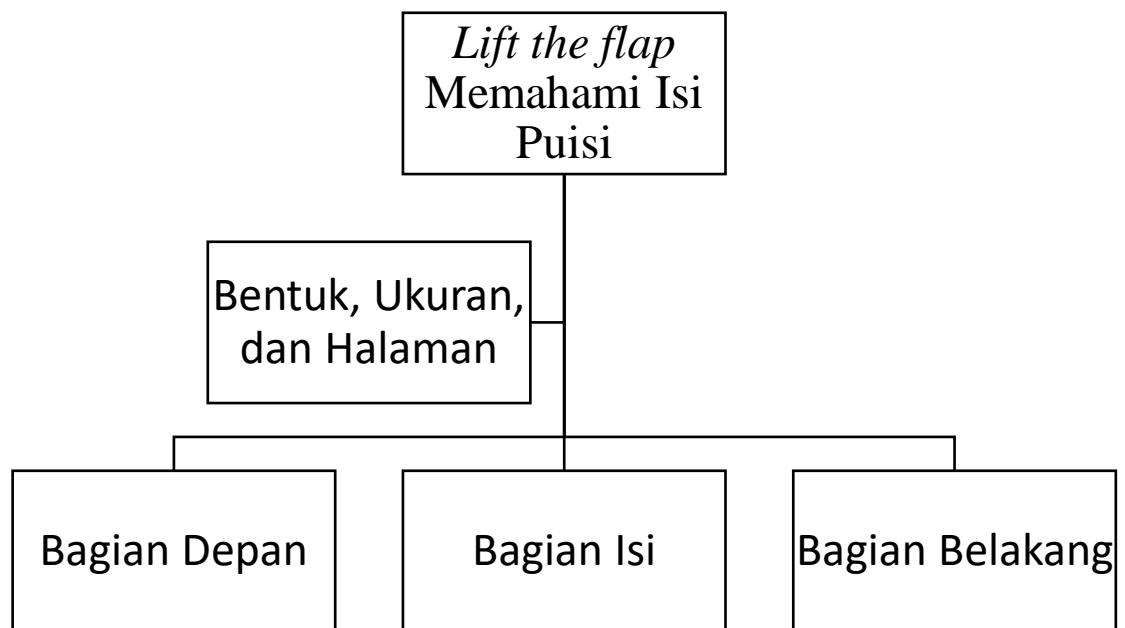 Lift the flap
Memahami Isi
Puisi
Bentuk, Ukuran,
dan Halaman
Bagian Depan
Bagian Isi
Bagian Belakang